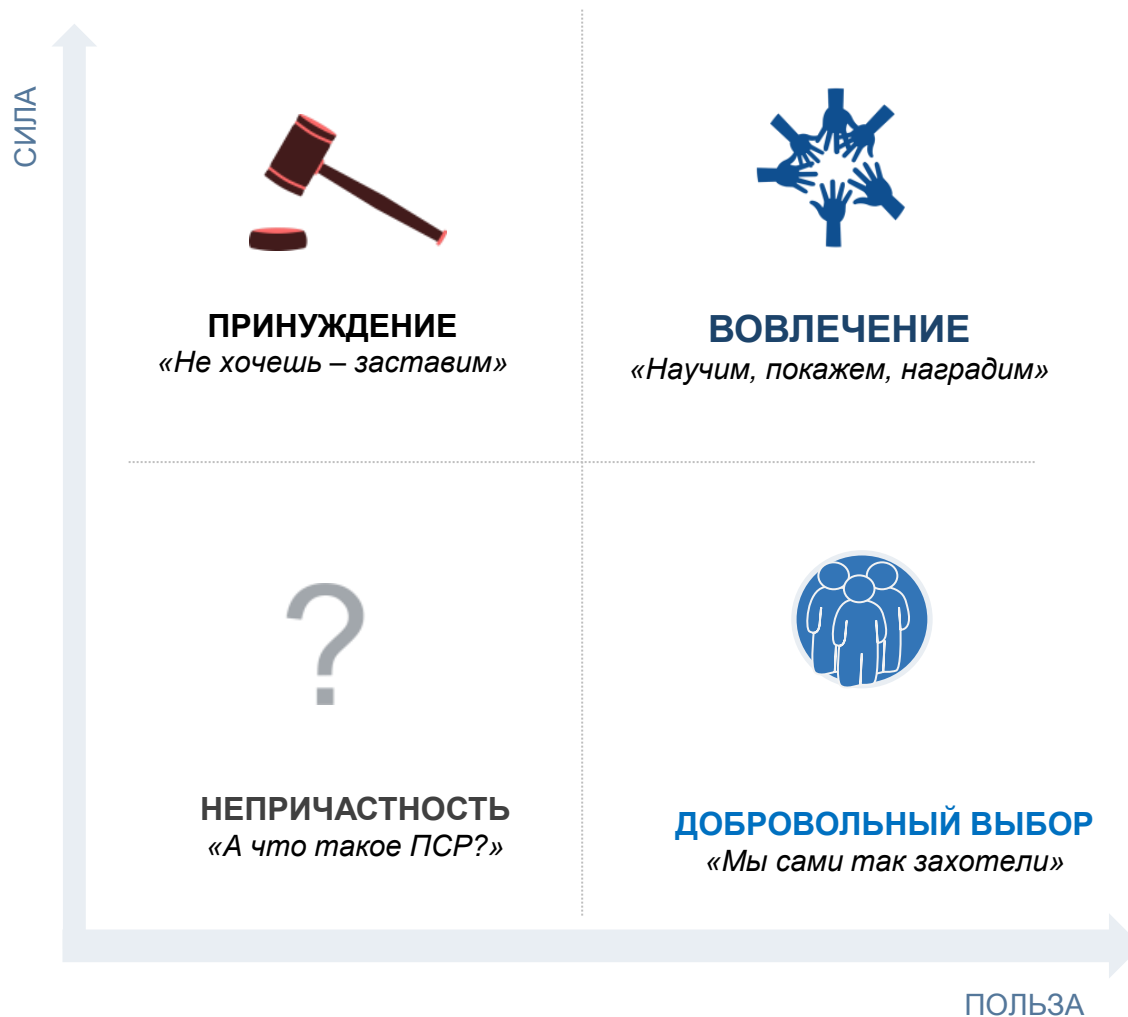 СИЛА
ПРИНУЖДЕНИЕ
«Не хочешь – заставим»
ВОВЛЕЧЕНИЕ
«Научим, покажем, наградим»
?
НЕПРИЧАСТНОСТЬ
«А что такое ПСР?»
ДОБРОВОЛЬНЫЙ ВЫБОР
«Мы сами так захотели»
ПОЛЬЗА